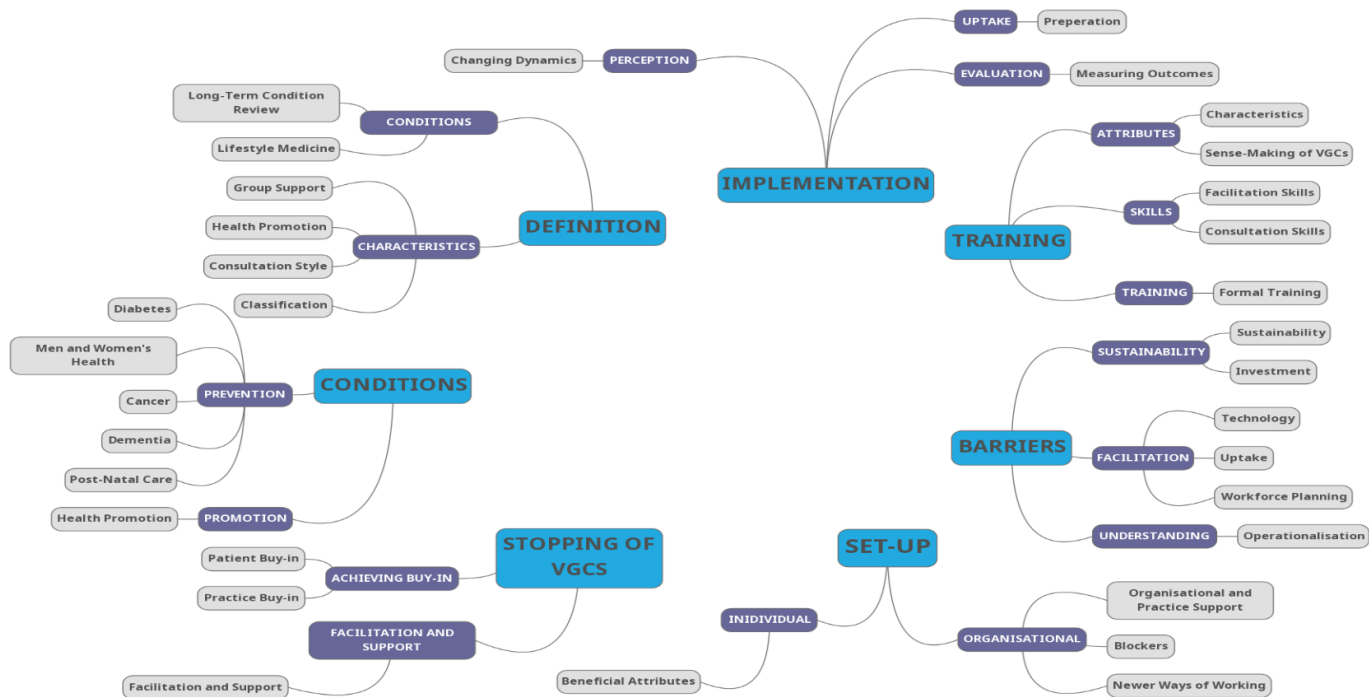 UPTAKE
Preperation
Changing Dynamics
PERCEPTION
EVALUATION
Measuring Outcomes
IMPLEMENTATION
Long-Term Condition
Review
CONDITIONS
Lifestyle Medicine
Group Support
Health Promotion
CHARACTERISTICS
Consultation Style
Classification
DEFINITION
Characteristics
ATTRIBUTES
Sense-Making of VGCs
Facilitation Skills
SKILLS
Consultation Skills
TRAINING
TRAINING
Formal Training
Diabetes
Men and Women's
Health
PREVENTION
Cancer
Dementia
Post-Natal Care
CONDITIONS
Health Promotion
PROMOTION
Sustainability
SUSTAINABILITY
Investment
BARRIERS
Technology
FACILITATION
Uptake
Workforce Planning
UNDERSTANDING
Operationalisation
STOPPING OF
VGCS
Patient Buy-in
ACHIEVING BUY-IN
Practice Buy-in
FACILITATION AND
SUPPORT
Facilitation and Support
SET-UP
INIDIVIDUAL
Beneficial Attributes
Organisational and
Practice Support
ORGANISATIONAL
Blockers
Newer Ways of Working